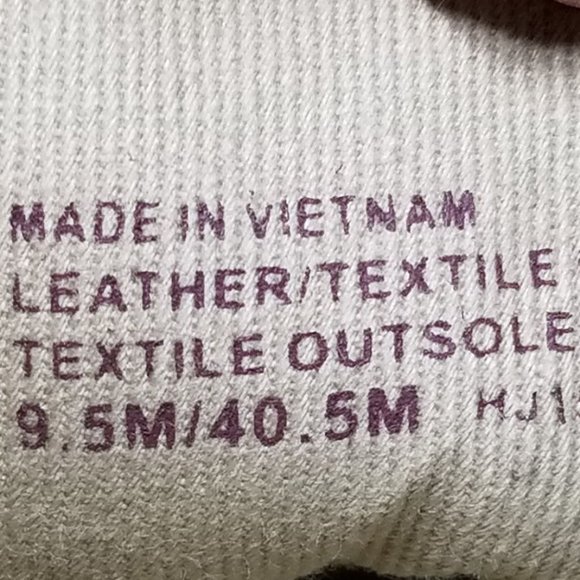 MADE IN VIETNAM
LEATHER/TEXTILE
TEXTILE OUTSOLE
9.5M/40.5M